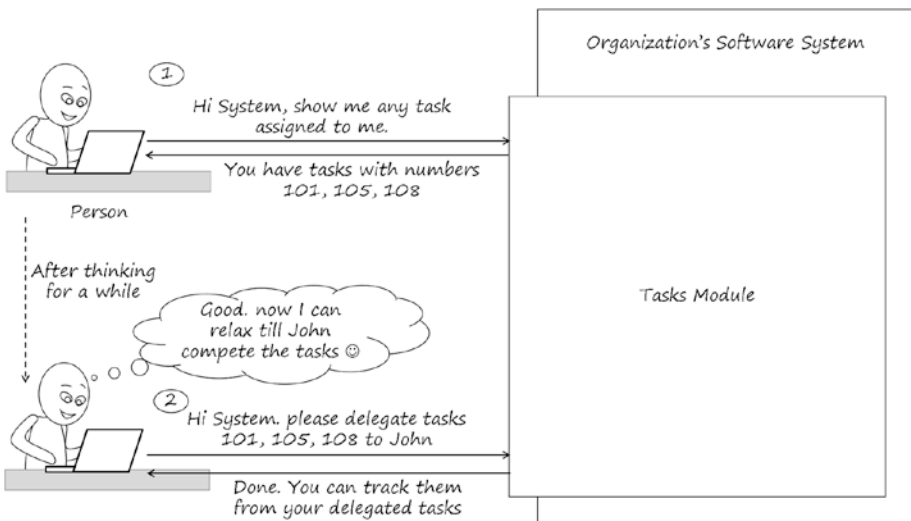 Organization's Software System
1
Hi System, show me any task
assigned to me.
You have tasks with numbers
101, 105, 108
Person
Tasks Module
After thinking
for a while
Good. now I can
relax till John
compete the tasks ☺
2
Hi System. please delegate tasks
101, 105, 108 to John
Done. You can track them
from your delegated tasks